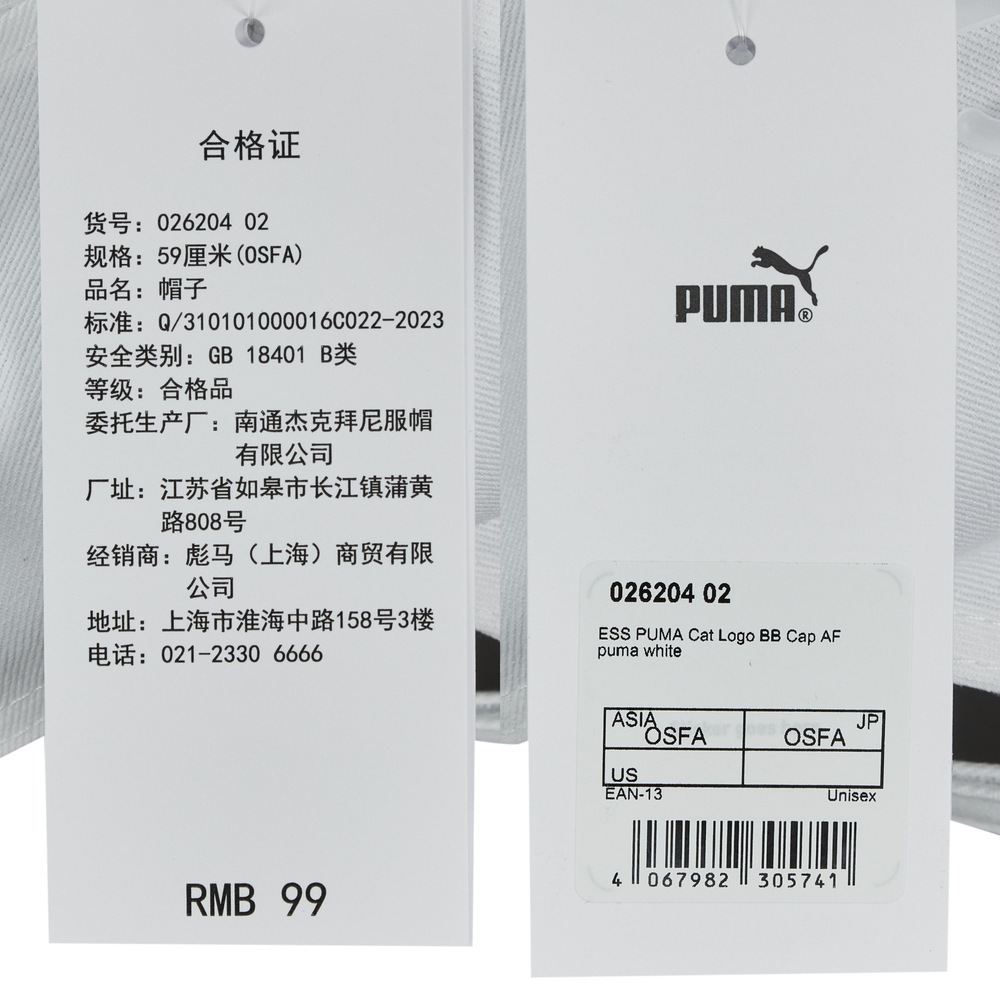 合格证
货号：026204 02
规格：59厘米(OSFA)
品名：帽子
标准：Q/310101000016C022-2023
安全类别：GB 18401 B类
等级：合格品
委托生产厂：南通杰克拜尼服帽
有限公司
厂址：江苏省如皋市长江镇蒲黄
路808号
经销商：彪马（上海）商贸有限
公司
地址：上海市淮海中路158号3楼
电话：021-2330 6666
RMB 99
PUMA®
026204 02
ESS PUMA Cat Logo BB Cap AF
puma white
ASIA OSFA OSFA JP
US
EAN-13 Unisex
4 067982 305741